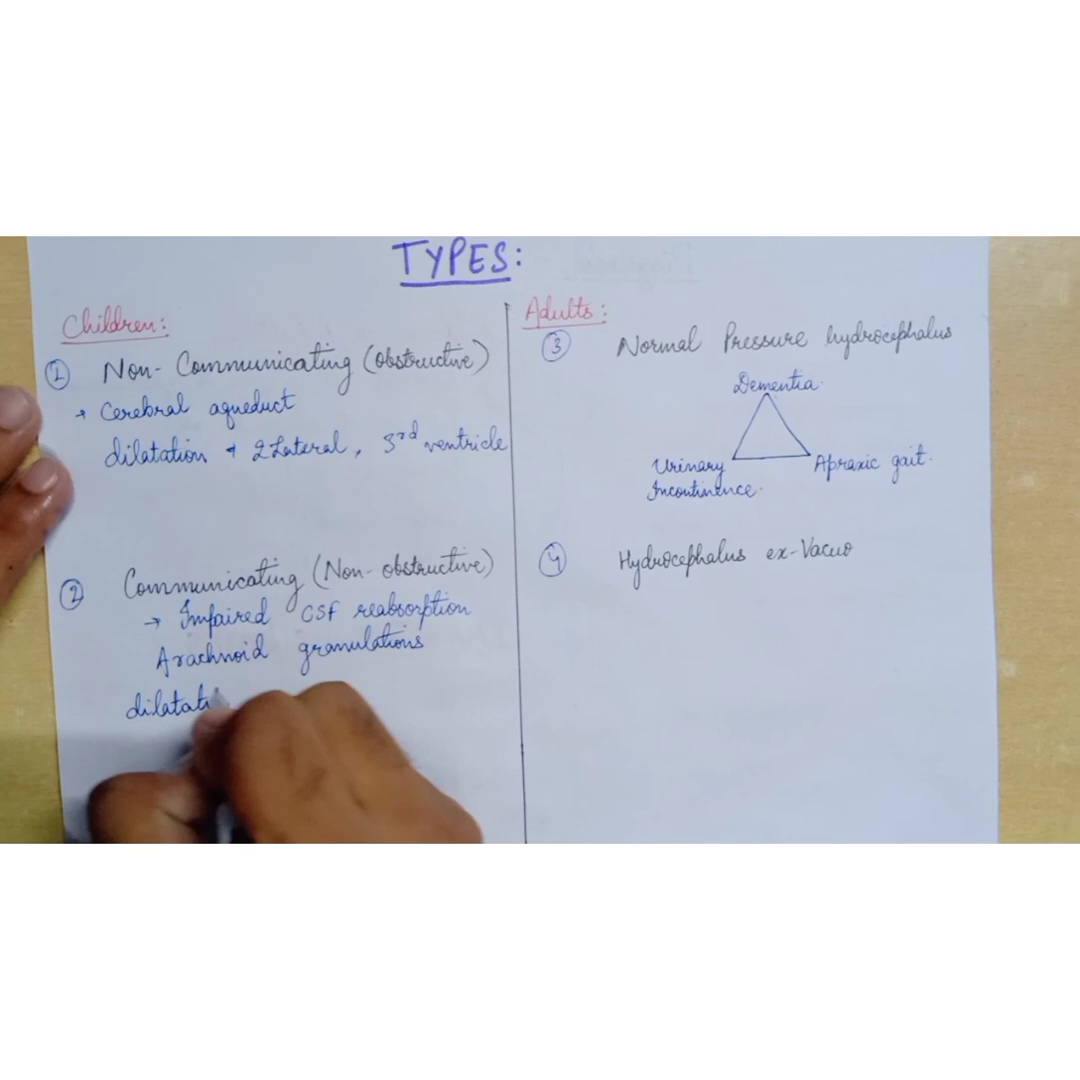 TYPES:
Children:
① Non-Communicating (Obstructive)
→ Cerebral aqueduct
dilatation → 2 Lateral, 3rd ventricle
② Communicating (Non-obstructive)
→ Impaired CSF reabsorption
Arachnoid granulations
dilatati
Adults:
③ Normal Pressure hydrocephalus
Dementia.
Urinary
Incontinence.
Apraxic gait.
④ Hydrocephalus ex-Vacuo